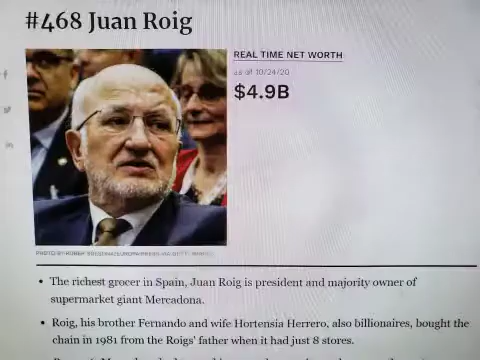 #468 Juan Roig
REAL TIME NET WORTH
as of 10/24/20
$4.9B
The richest grocer in Spain, Juan Roig is president and majority owner of
supermarket giant Mercadona.
Roig, his brother Fernando and wife Hortensia Herrero, also billionaires, bought the
chain in 1981 from the Roigs' father when it had just 8 stores.